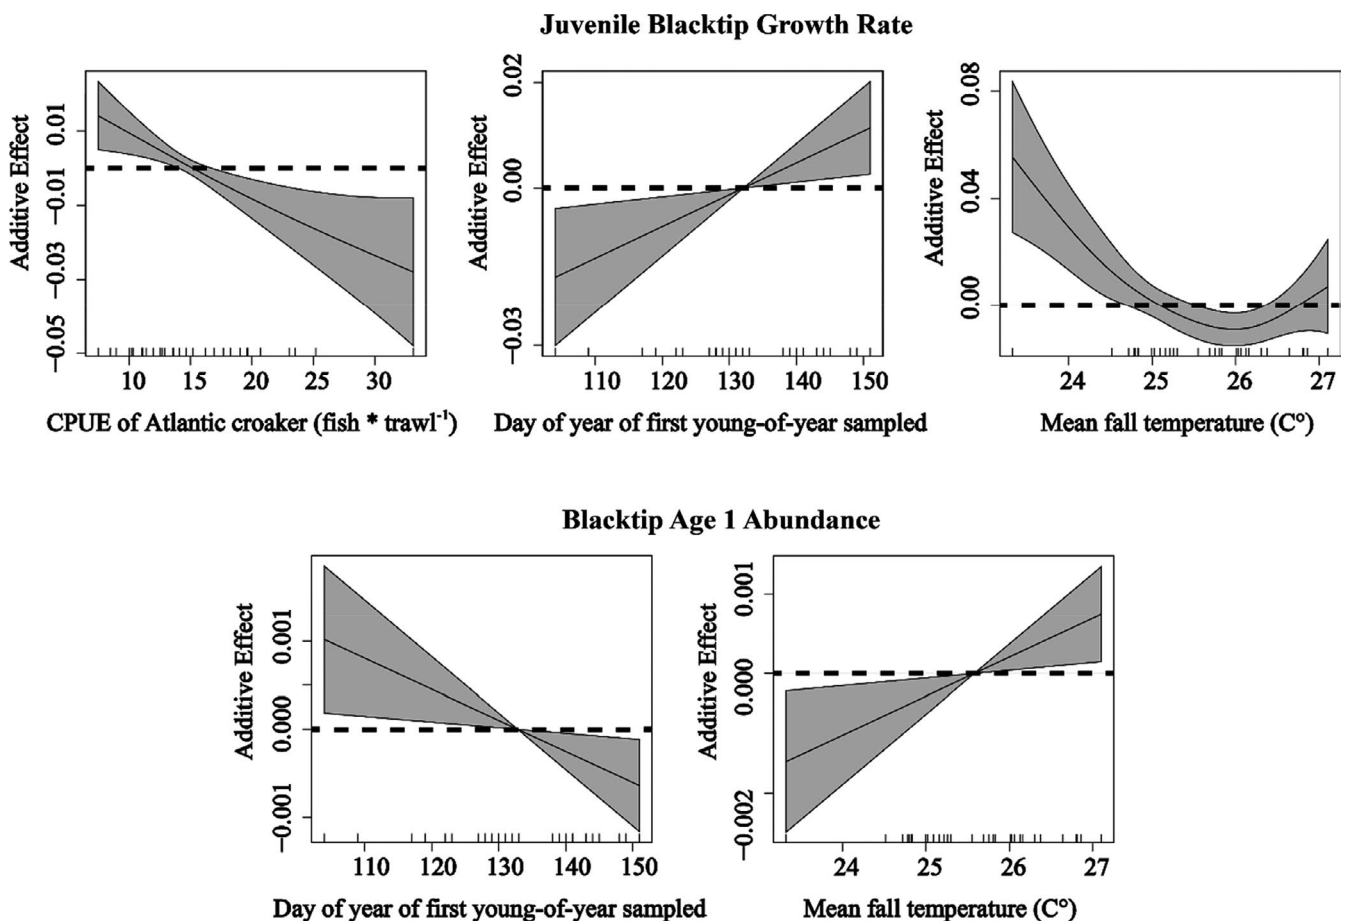 Juvenile Blacktip Growth Rate
Additive Effect
0.01
−0.01
−0.03
−0.05
10 15 20 25 30
CPUE of Atlantic croaker (fish * trawl⁻¹)
Additive Effect
0.02
0.00
−0.03
110 120 130 140 150
Day of year of first young-of-year sampled
Additive Effect
0.08
0.04
0.00
24 25 26 27
Mean fall temperature (C°)
Blacktip Age 1 Abundance
Additive Effect
0.001
0.000
-0.001
110 120 130 140 150
Day of year of first young-of-year sampled
Additive Effect
0.001
0.000
−0.002
24 25 26 27
Mean fall temperature (C°)